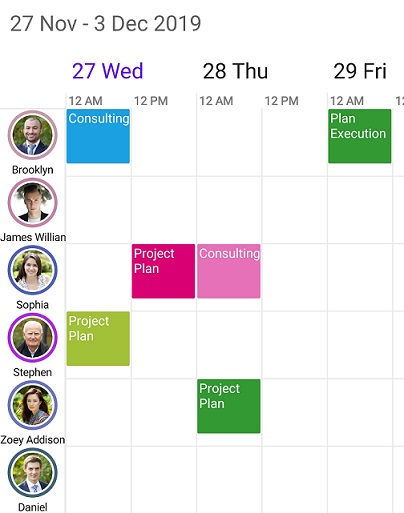 27 Nov - 3 Dec 2019
27 Wed 28 Thu 29 Fri
12 AM 12 PM 12 AM 12 PM 12 AM 12
Consulting
Plan
Execution
Brooklyn
James Willian
Project
Plan
Consulting
Sophia
Project
Plan
Stephen
Project
Plan
Zoey Addison
Daniel